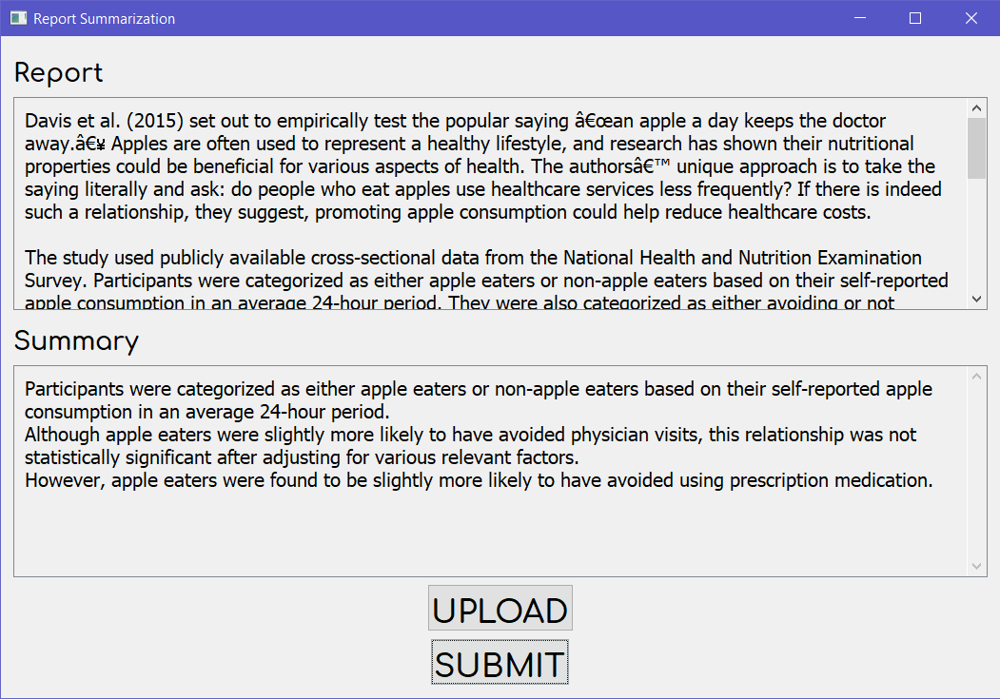 Report Summarization
Report
Davis et al. (2015) set out to empirically test the popular saying â€œan apple a day keeps the doctor
away.â€¥ Apples are often used to represent a healthy lifestyle, and research has shown their nutritional
properties could be beneficial for various aspects of health. The authorsâ€™ unique approach is to take the
saying literally and ask: do people who eat apples use healthcare services less frequently? If there is indeed
such a relationship, they suggest, promoting apple consumption could help reduce healthcare costs.
The study used publicly available cross-sectional data from the National Health and Nutrition Examination
Survey. Participants were categorized as either apple eaters or non-apple eaters based on their self-reported
apple consumption in an average 24-hour period. They were also categorized as either avoiding or not
Summary
Participants were categorized as either apple eaters or non-apple eaters based on their self-reported apple
consumption in an average 24-hour period.
Although apple eaters were slightly more likely to have avoided physician visits, this relationship was not
statistically significant after adjusting for various relevant factors.
However, apple eaters were found to be slightly more likely to have avoided using prescription medication.
UPLOAD
SUBMIT